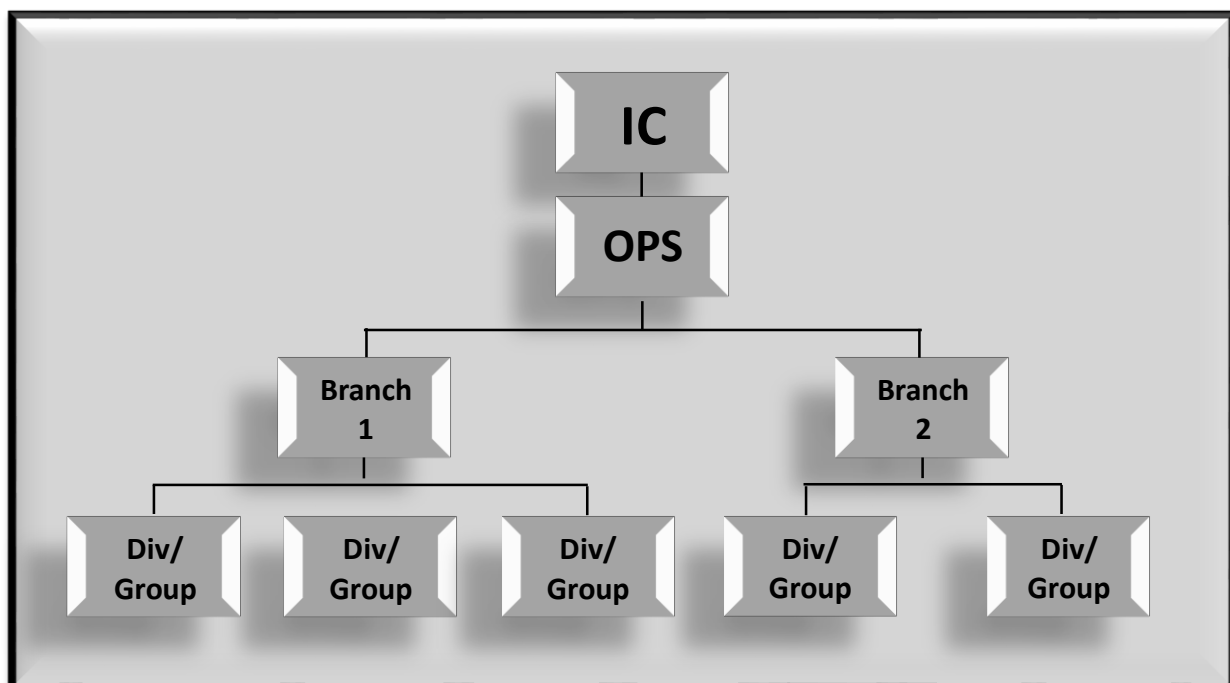 IC
OPS
Branch
1
Branch
2
Div/
Group
Div/
Group
Div/
Group
Div/
Group
Div/
Group